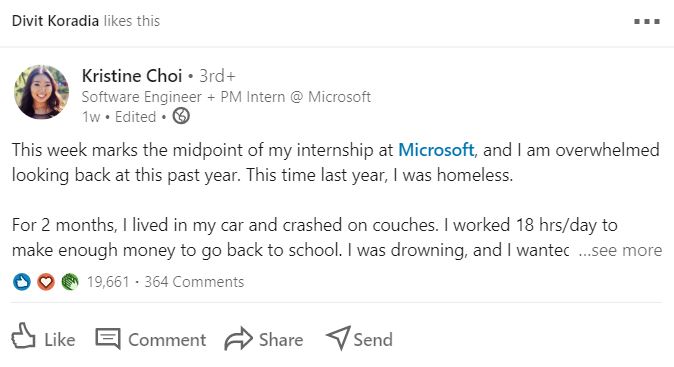 Divit Koradia likes this
Kristine Choi • 3rd+
Software Engineer + PM Intern @ Microsoft
1w • Edited •
This week marks the midpoint of my internship at Microsoft, and I am overwhelmed
looking back at this past year. This time last year, I was homeless.
For 2 months, I lived in my car and crashed on couches. I worked 18 hrs/day to
make enough money to go back to school. I was drowning, and I ...see more
19,661 • 364 Comments
Like Comment Share Send